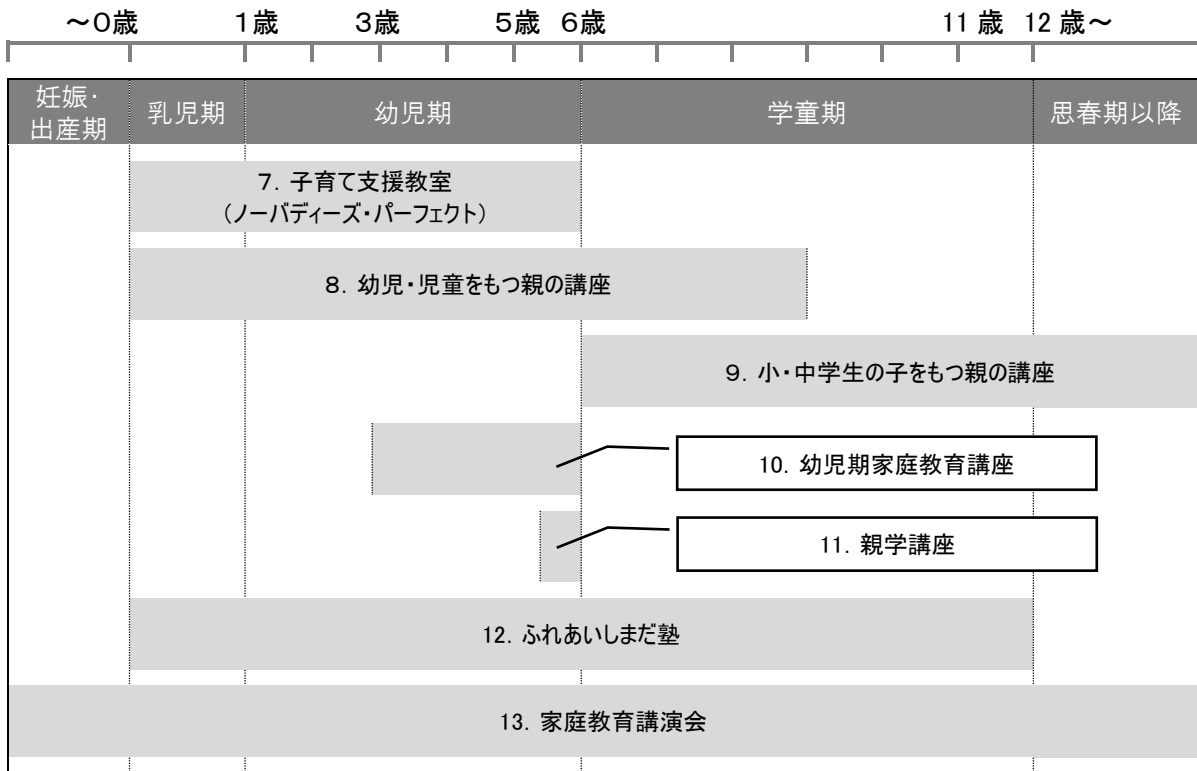 ～０歳 １歳 ３歳 ５歳 ６歳 11 歳 12 歳～
妊娠・
出産期
乳児期
幼児期
学童期
思春期以降
７．子育て支援教室
（ノーバディーズ・パーフェクト）
８．幼児・児童をもつ親の講座
９．小・中学生の子をもつ親の講座
10．幼児期家庭教育講座
11．親学講座
12．ふれあいしまだ塾
13．家庭教育講演会